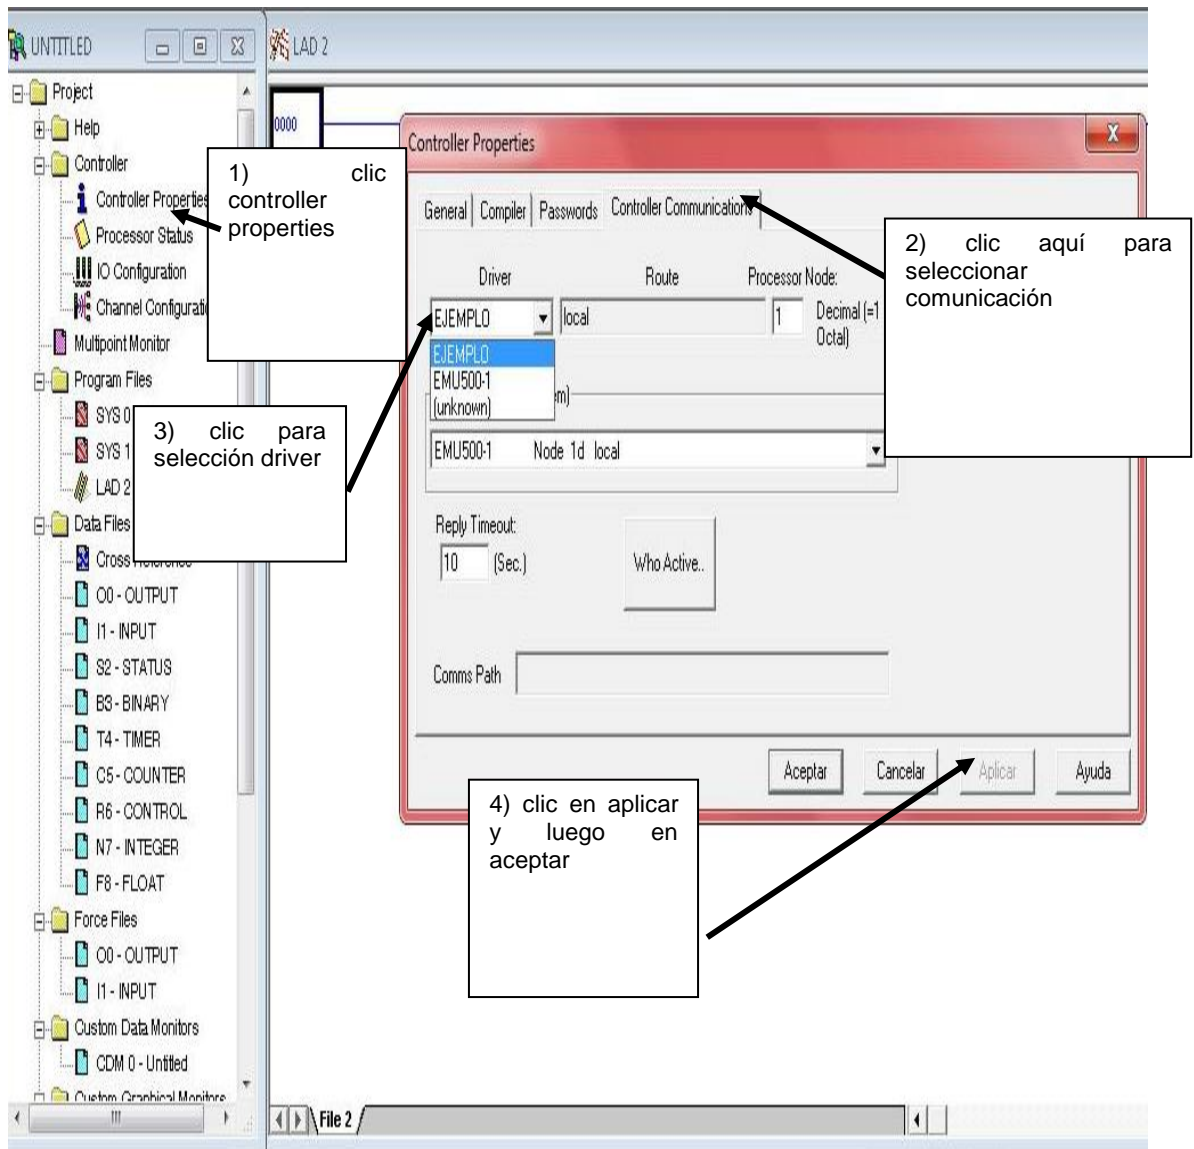 UNTITLED
LAD 2
Project
Help
Controller
Controller Propertie
Processor Status
IO Configuration
Channel Configurati
Multipoint Monitor
Program Files
SYS 0
SYS 1
LAD 2
Data Files
Cross Reference
O0 - OUTPUT
I1 - INPUT
S2 - STATUS
B3 - BINARY
T4 - TIMER
C5 - COUNTER
R6 - CONTROL
N7 - INTEGER
F8 - FLOAT
Force Files
O0 - OUTPUT
I1 - INPUT
Custom Data Monitors
CDM 0 - Untitled
Custom Graphical Monitors
1) clic
controller
properties
3) clic para
selección driver
0000
Controller Properties
General Compiler Passwords Controller Communications
Driver Route Processor Node:
EJEMPLO local 1 Decimal (=1
Octal)
EJEMPLO
EMU500-1
(unknown)
em)
EMU500-1 Node 1d local
Reply Timeout:
10 (Sec.)
Who Active..
Comms Path
Aceptar Cancelar Aplicar Ayuda
2) clic aquí para
seleccionar
comunicación
4) clic en aplicar
y luego en
aceptar
File 2